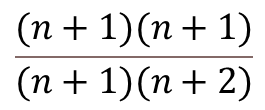 (n + 1)(n + 1)
(n + 1)(n + 2)